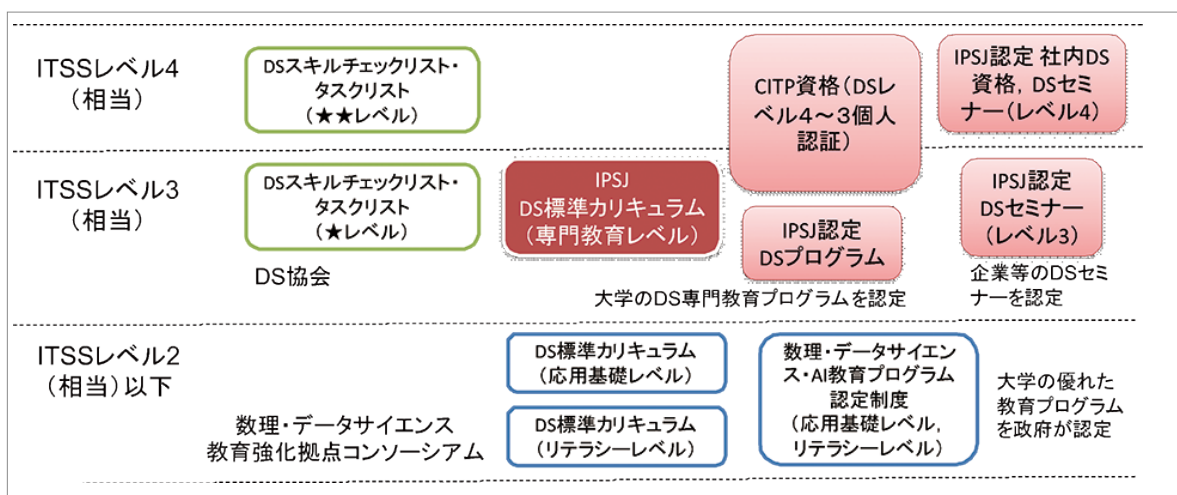 ITSSレベル4
（相当）
DSスキルチェックリスト・
タスクリスト
（★★レベル）
CITP資格（DSレ
ベル4～3個人
認証）
IPSJ認定 社内DS
資格，DSセミ
ナー（レベル4）
ITSSレベル3
（相当）
DSスキルチェックリスト・
タスクリスト
（★レベル）
DS協会
IPSJ
DS標準カリキュラム
（専門教育レベル）
IPSJ認定
DSプログラム
大学のDS専門教育プログラムを認定
IPSJ認定
DSセミナー
（レベル3）
企業等のDSセミ
ナーを認定
ITSSレベル2
（相当）以下
数理・データサイエンス
教育強化拠点コンソーシアム
DS標準カリキュラム
（応用基礎レベル）
DS標準カリキュラム
（リテラシーレベル）
数理・データサイエン
ス・AI教育プログラム
認定制度
（応用基礎レベル，
リテラシーレベル）
大学の優れた
教育プログラム
を政府が認定